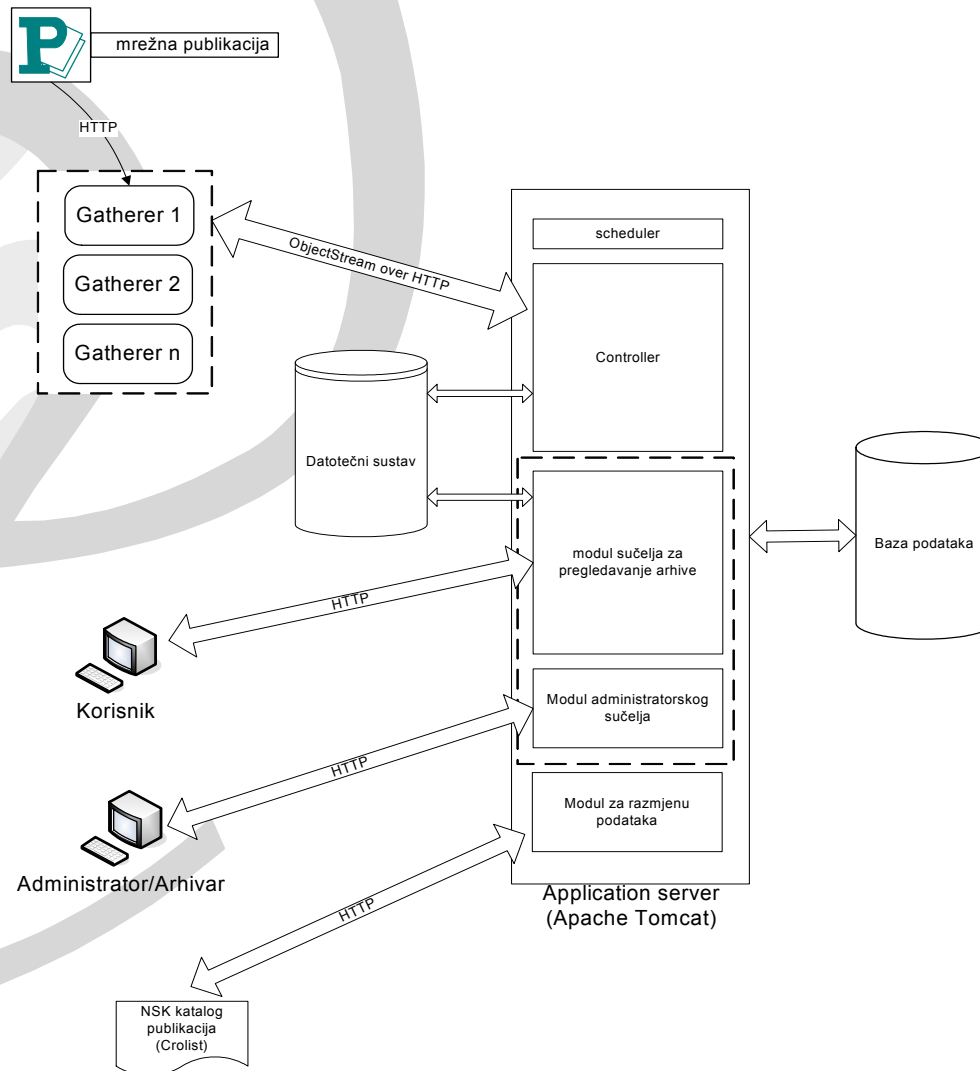 P
mrežna publikacija
HTTP
Gatherer 1
Gatherer 2
Gatherer n
ObjectStream over HTTP
scheduler
Controller
Datotečni sustav
modul sučelja za
pregledavanje arhive
Baza podataka
HTTP
Korisnik
Modul administratorskog
sučelja
HTTP
Modul za razmjenu
podataka
Administrator/Arhivar
Application server
(Apache Tomcat)
HTTP
NSK katalog
publikacija
(Crolist)